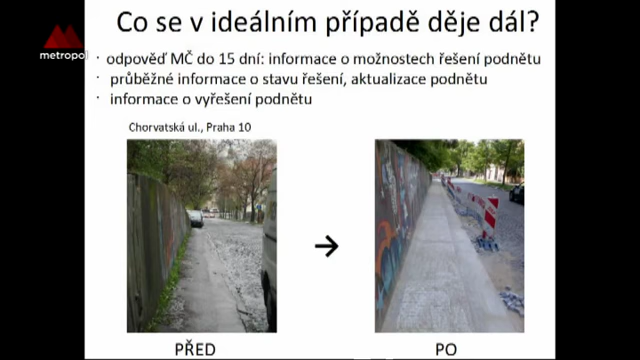 Co se v ideálním případě děje dál?
metropol
· odpověď MČ do 15 dní: informace o možnostech řešení podnětu
· průběžné informace o stavu řešení, aktualizace podnětu
· informace o vyřešení podnětu
Chorvatská ul., Praha 10
→
PŘED
PO